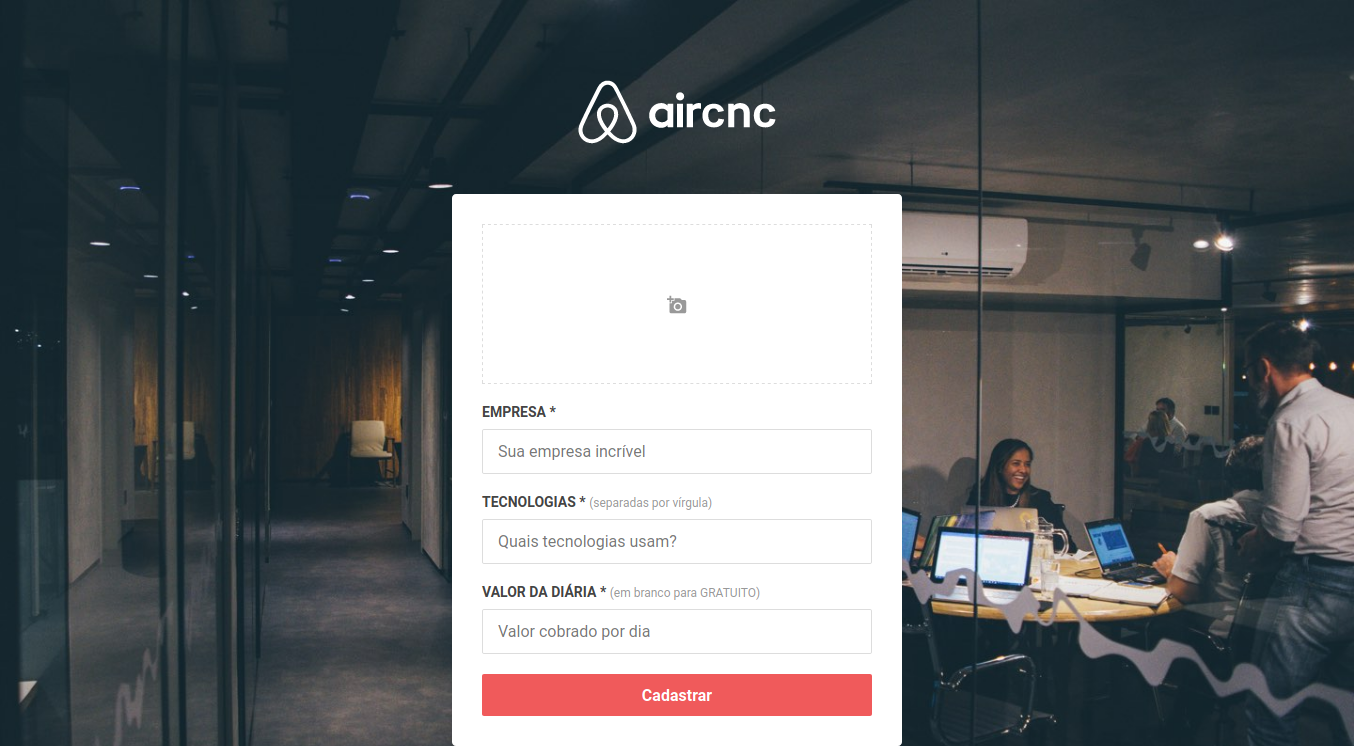 aircnc
EMPRESA *
Sua empresa incrível
TECNOLOGIAS * (separadas por vírgula)
Quais tecnologias usam?
VALOR DA DIÁRIA * (em branco para GRATUITO)
Valor cobrado por dia
Cadastrar